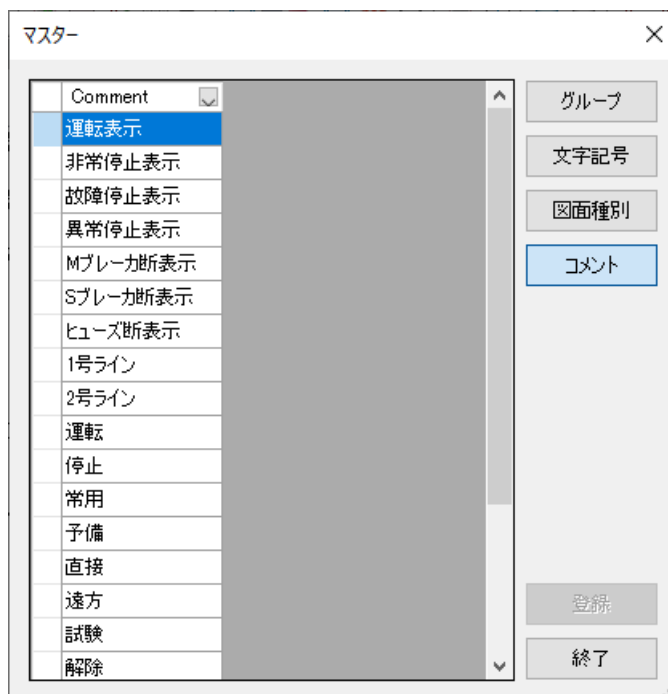 マスター
Comment
運転表示
非常停止表示
故障停止表示
異常停止表示
Mブレーカ断表示
Sブレーカ断表示
ヒューズ断表示
1号ライン
2号ライン
運転
停止
常用
予備
直接
遠方
試験
解除
グループ
文字記号
図面種別
コメント
登録
終了